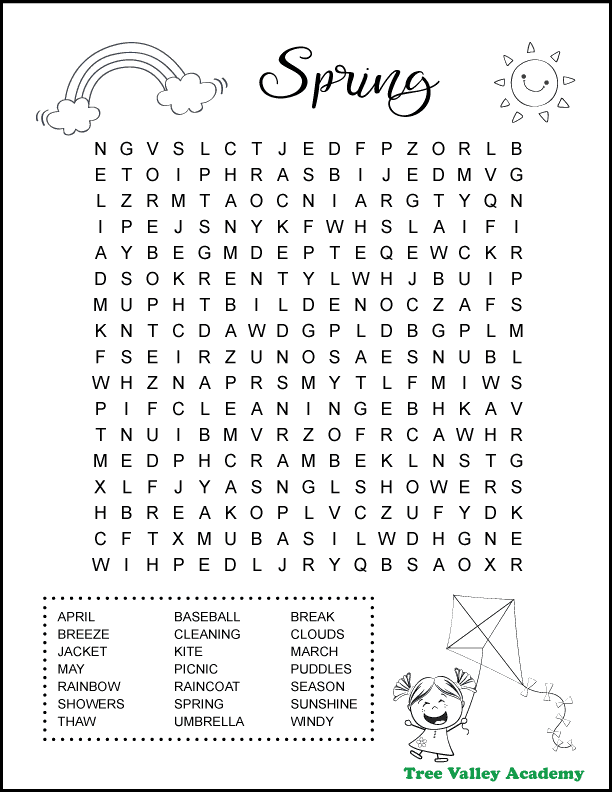 Spring
N G V S L C T J E D F P Z O R L B
E T O I P H R A S B I J E D M V G
L Z R M T A O C N I A R G T Y Q N
I P E J S N Y K F W H S L A I F I
A Y B E G M D E P T E Q E W C K R
D S O K R E N T Y L W H J B U I P
M U P H T B I L D E N O C Z A F S
K N T C D A W D G P L D B G P L M
F S E I R Z U N O S A E S N U B L
W H Z N A P R S M Y T L F M I W S
P I F C L E A N I N G E B H K A V
T N U I B M V R Z O F R C A W H R
M E D P H C R A M B E K L N S T G
X L F J Y A S N G L S H O W E R S
H B R E A K O P L V C Z U F Y D K
C F T X M U B A S I L W D H G N E
W I H P E D L J R Y Q B S A O X R
APRIL BASEBALL BREAK
BREEZE CLEANING CLOUDS
JACKET KITE MARCH
MAY PICNIC PUDDLES
RAINBOW RAINCOAT SEASON
SHOWERS SPRING SUNSHINE
THAW UMBRELLA WINDY
Tree Valley Academy